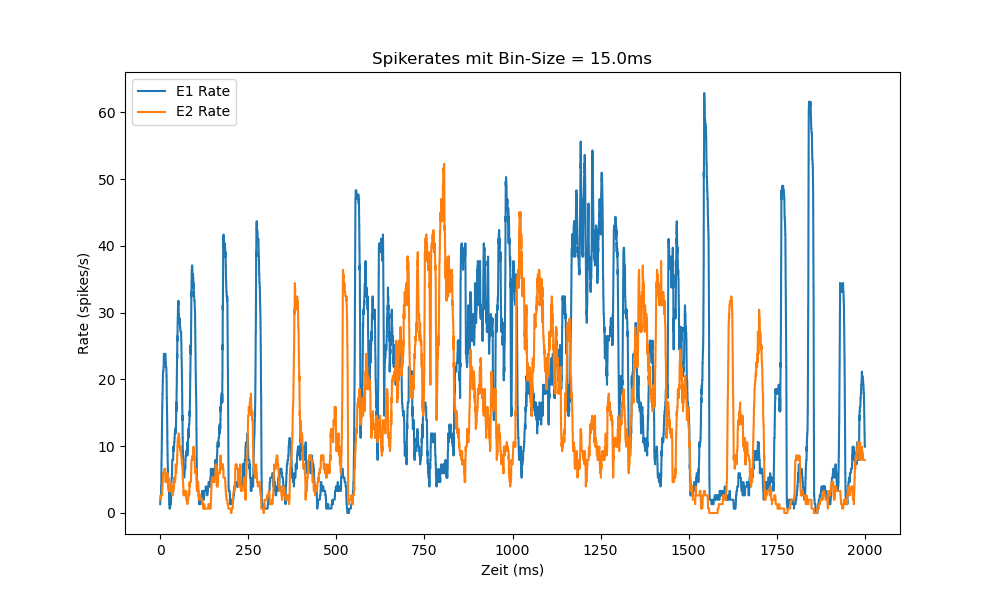 Spikerates mit Bin-Size = 15.0ms
E1 Rate
E2 Rate
60
50
40
30
20
10
0
Rate (spikes/s)
0 250 500 750 1000 1250 1500 1750 2000
Zeit (ms)